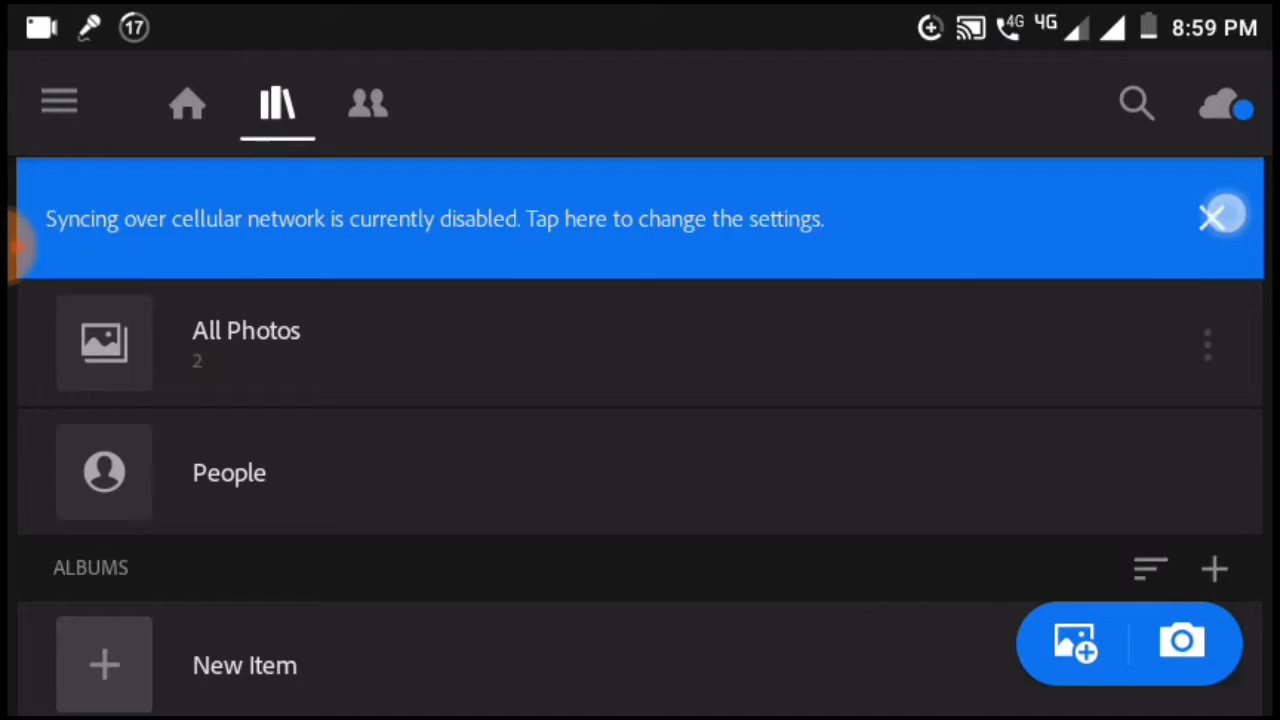 17
4G 4G 8:59 PM
Syncing over cellular network is currently disabled. Tap here to change the settings.
All Photos
2
People
ALBUMS
New Item